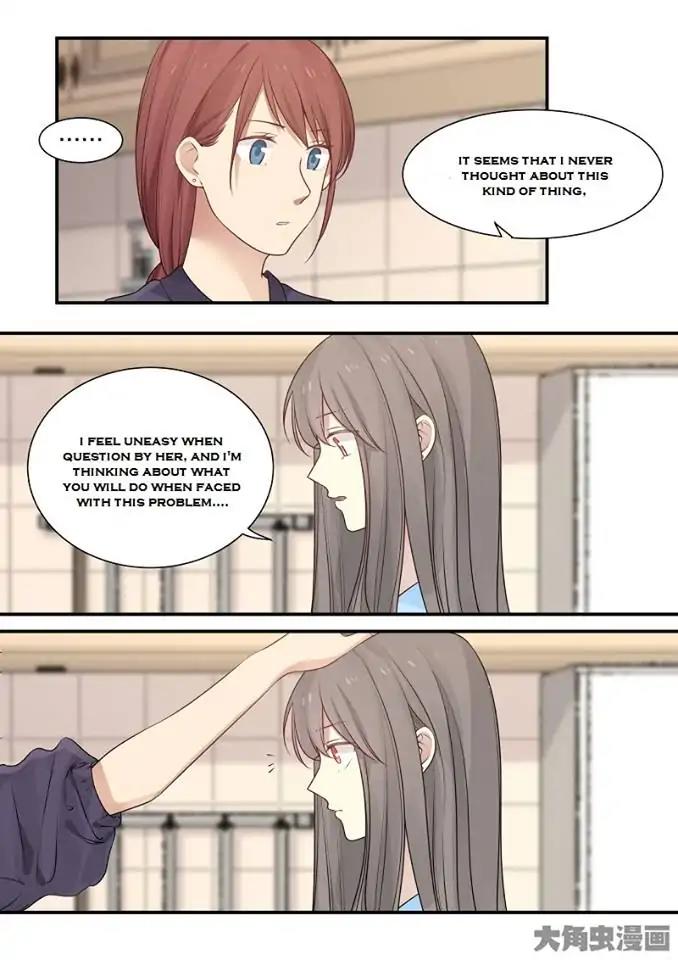 ......
IT SEEMS THAT I NEVER
THOUGHT ABOUT THIS
KIND OF THING,
I FEEL UNEASY WHEN
QUESTION BY HER, AND I'M
THINKING ABOUT WHAT
YOU WILL DO WHEN FACED
WITH THIS PROBLEM....
大角虫漫画